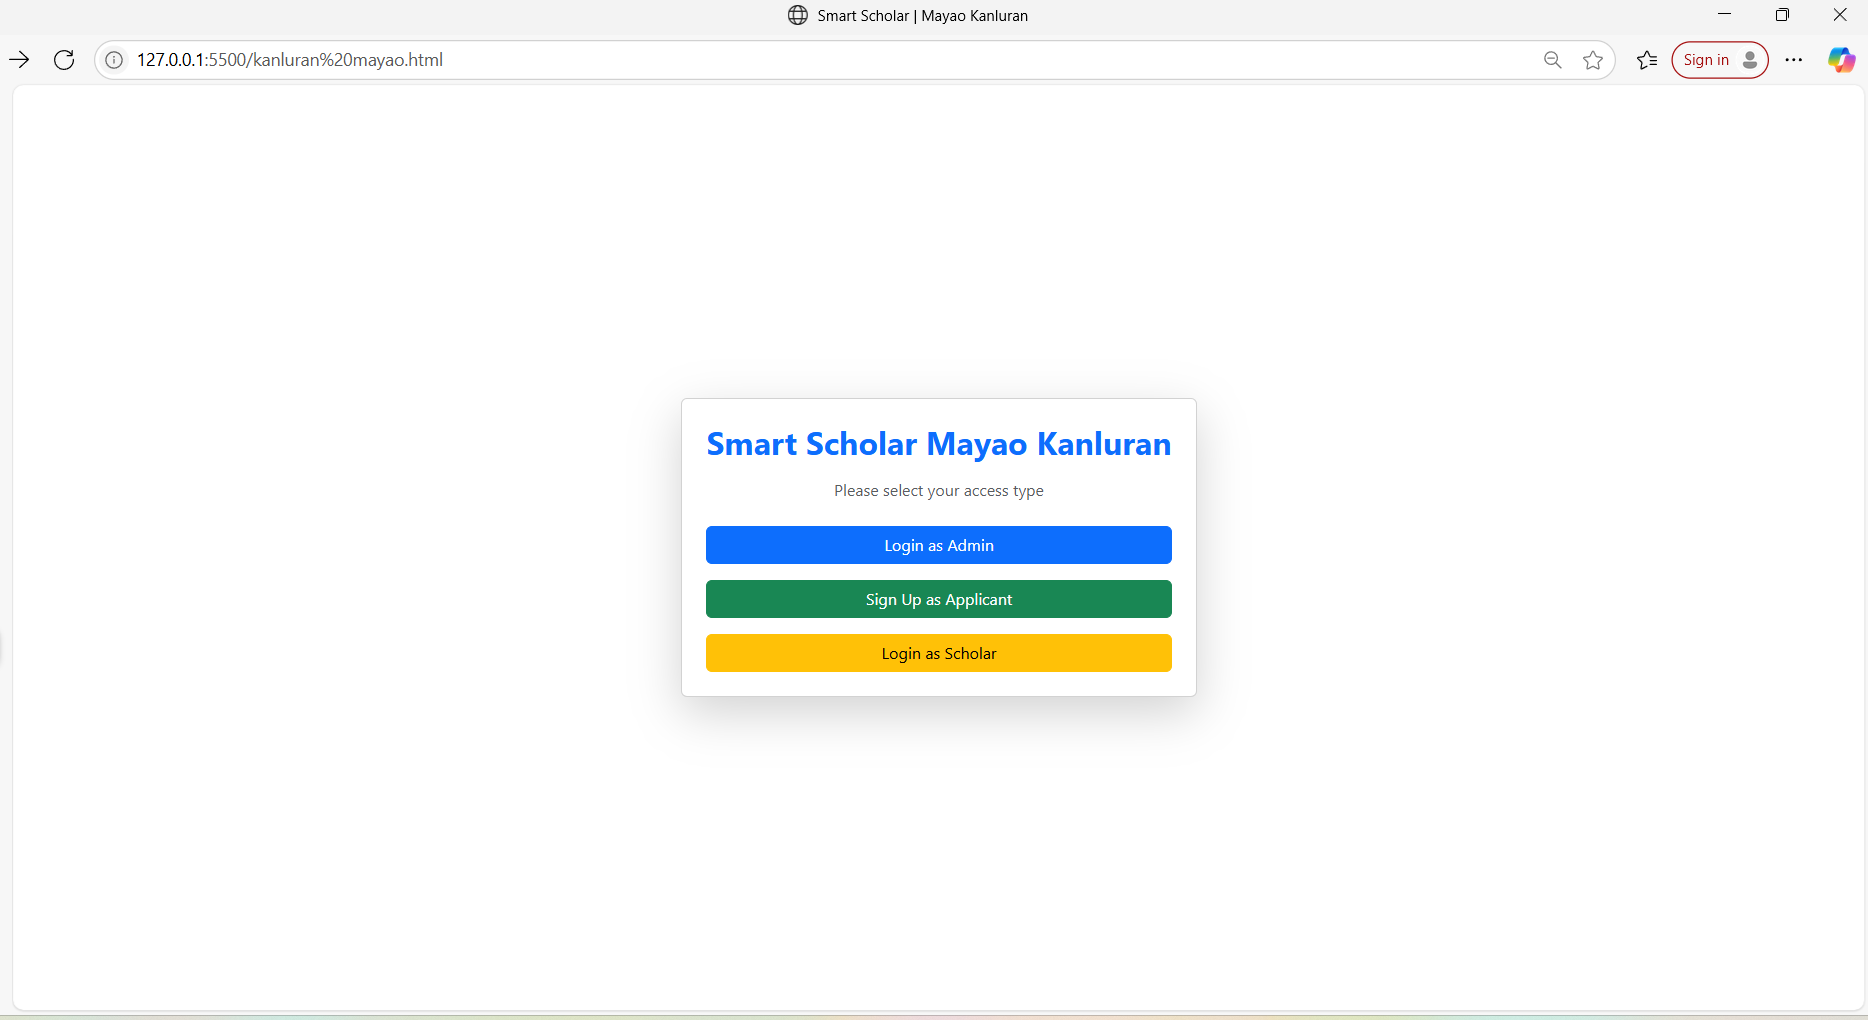 Smart Scholar | Mayao Kanluran
127.0.0.1:5500/kanluran%20mayao.html
Sign in
Smart Scholar Mayao Kanluran
Please select your access type
Login as Admin
Sign Up as Applicant
Login as Scholar